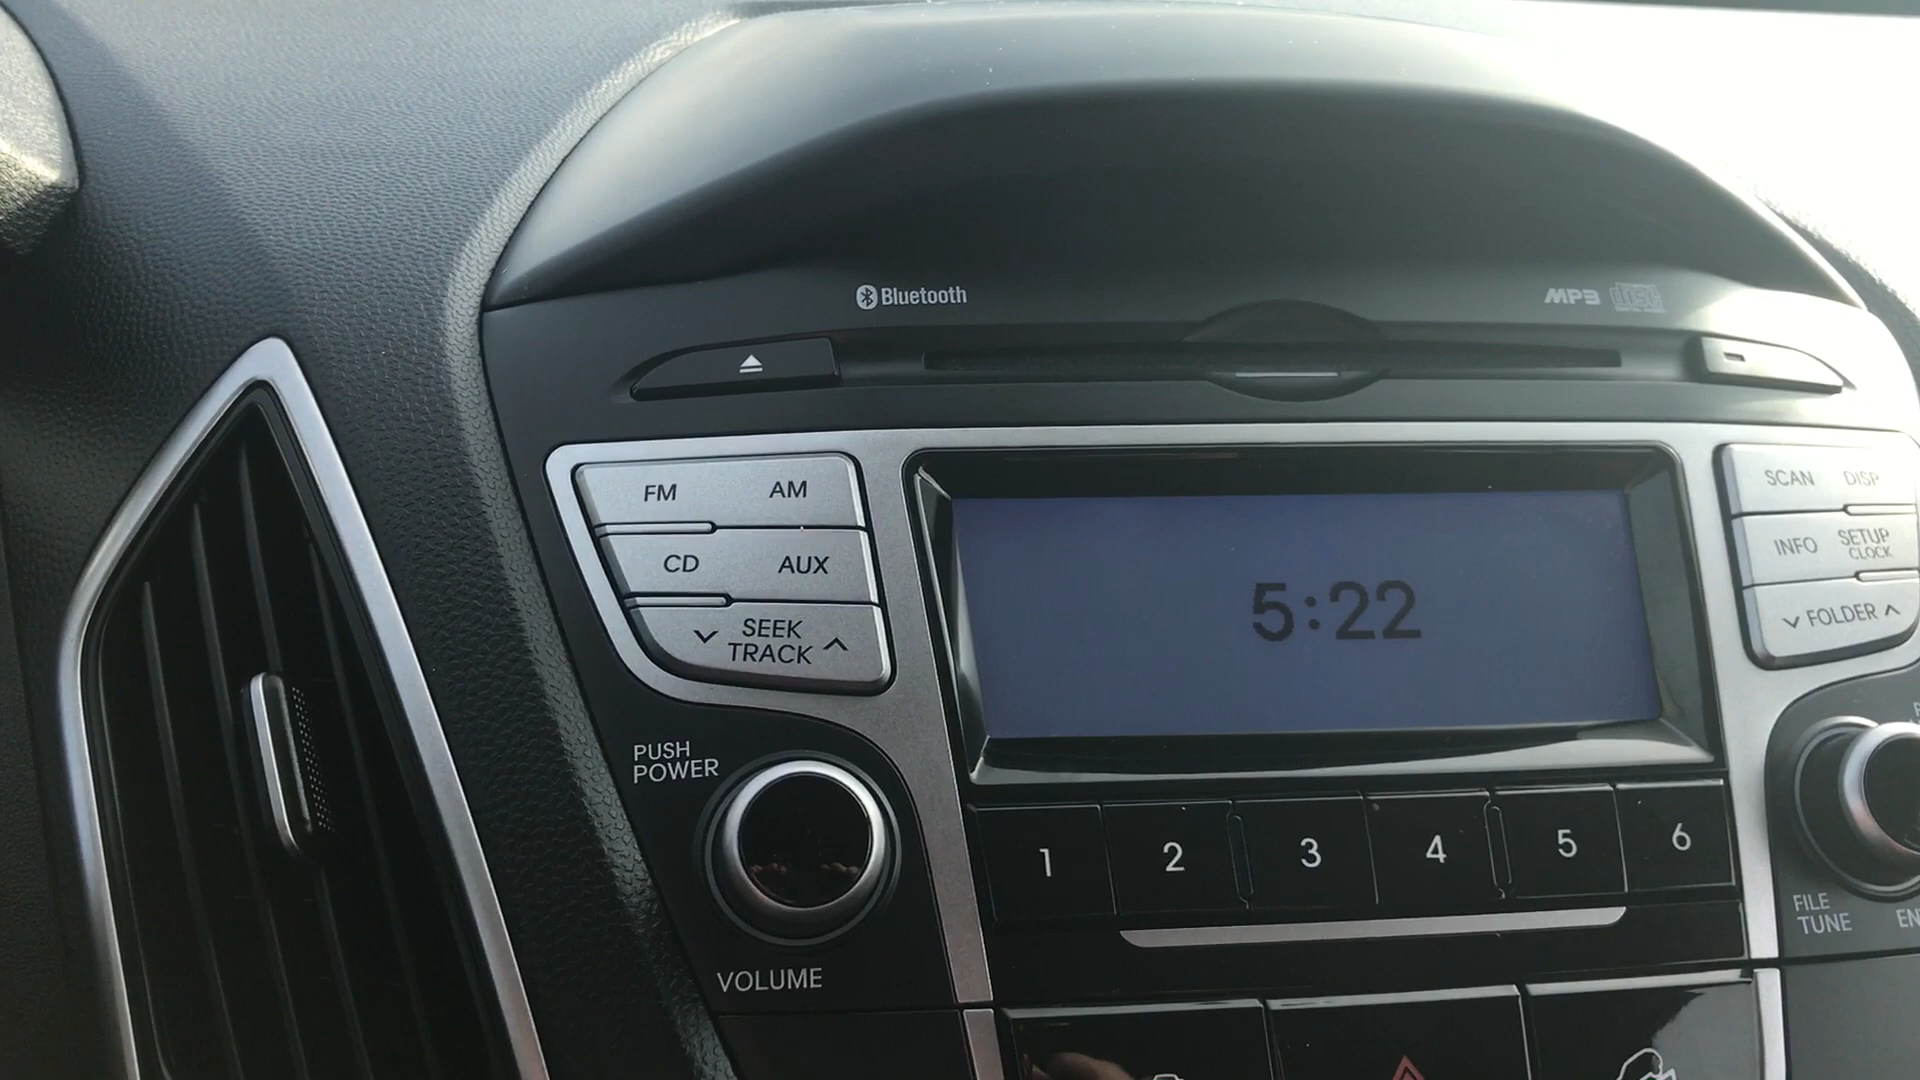 Bluetooth
MP3 disc
FM AM
CD AUX
SEEK
TRACK
5:22
SCAN DISP
INFO SETUP
CLOCK
FOLDER
PUSH
POWER
VOLUME
1 2 3 4 5 6
FILE
TUNE